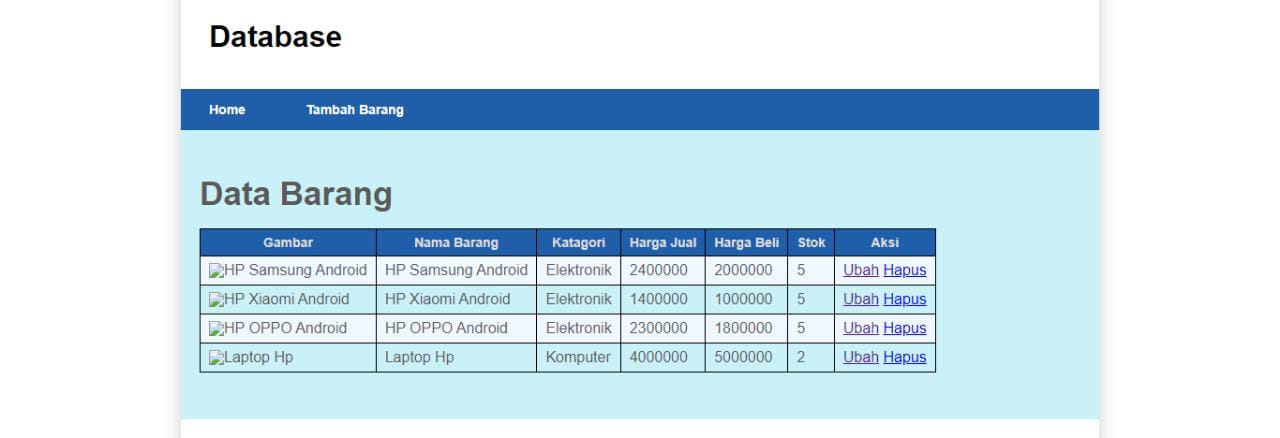 Database
Home Tambah Barang
Data Barang
Gambar Nama Barang Katagori Harga Jual Harga Beli Stok Aksi
HP Samsung Android HP Samsung Android Elektronik 2400000 2000000 5 Ubah Hapus
HP Xiaomi Android HP Xiaomi Android Elektronik 1400000 1000000 5 Ubah Hapus
HP OPPO Android HP OPPO Android Elektronik 2300000 1800000 5 Ubah Hapus
Laptop Hp Laptop Hp Komputer 4000000 5000000 2 Ubah Hapus